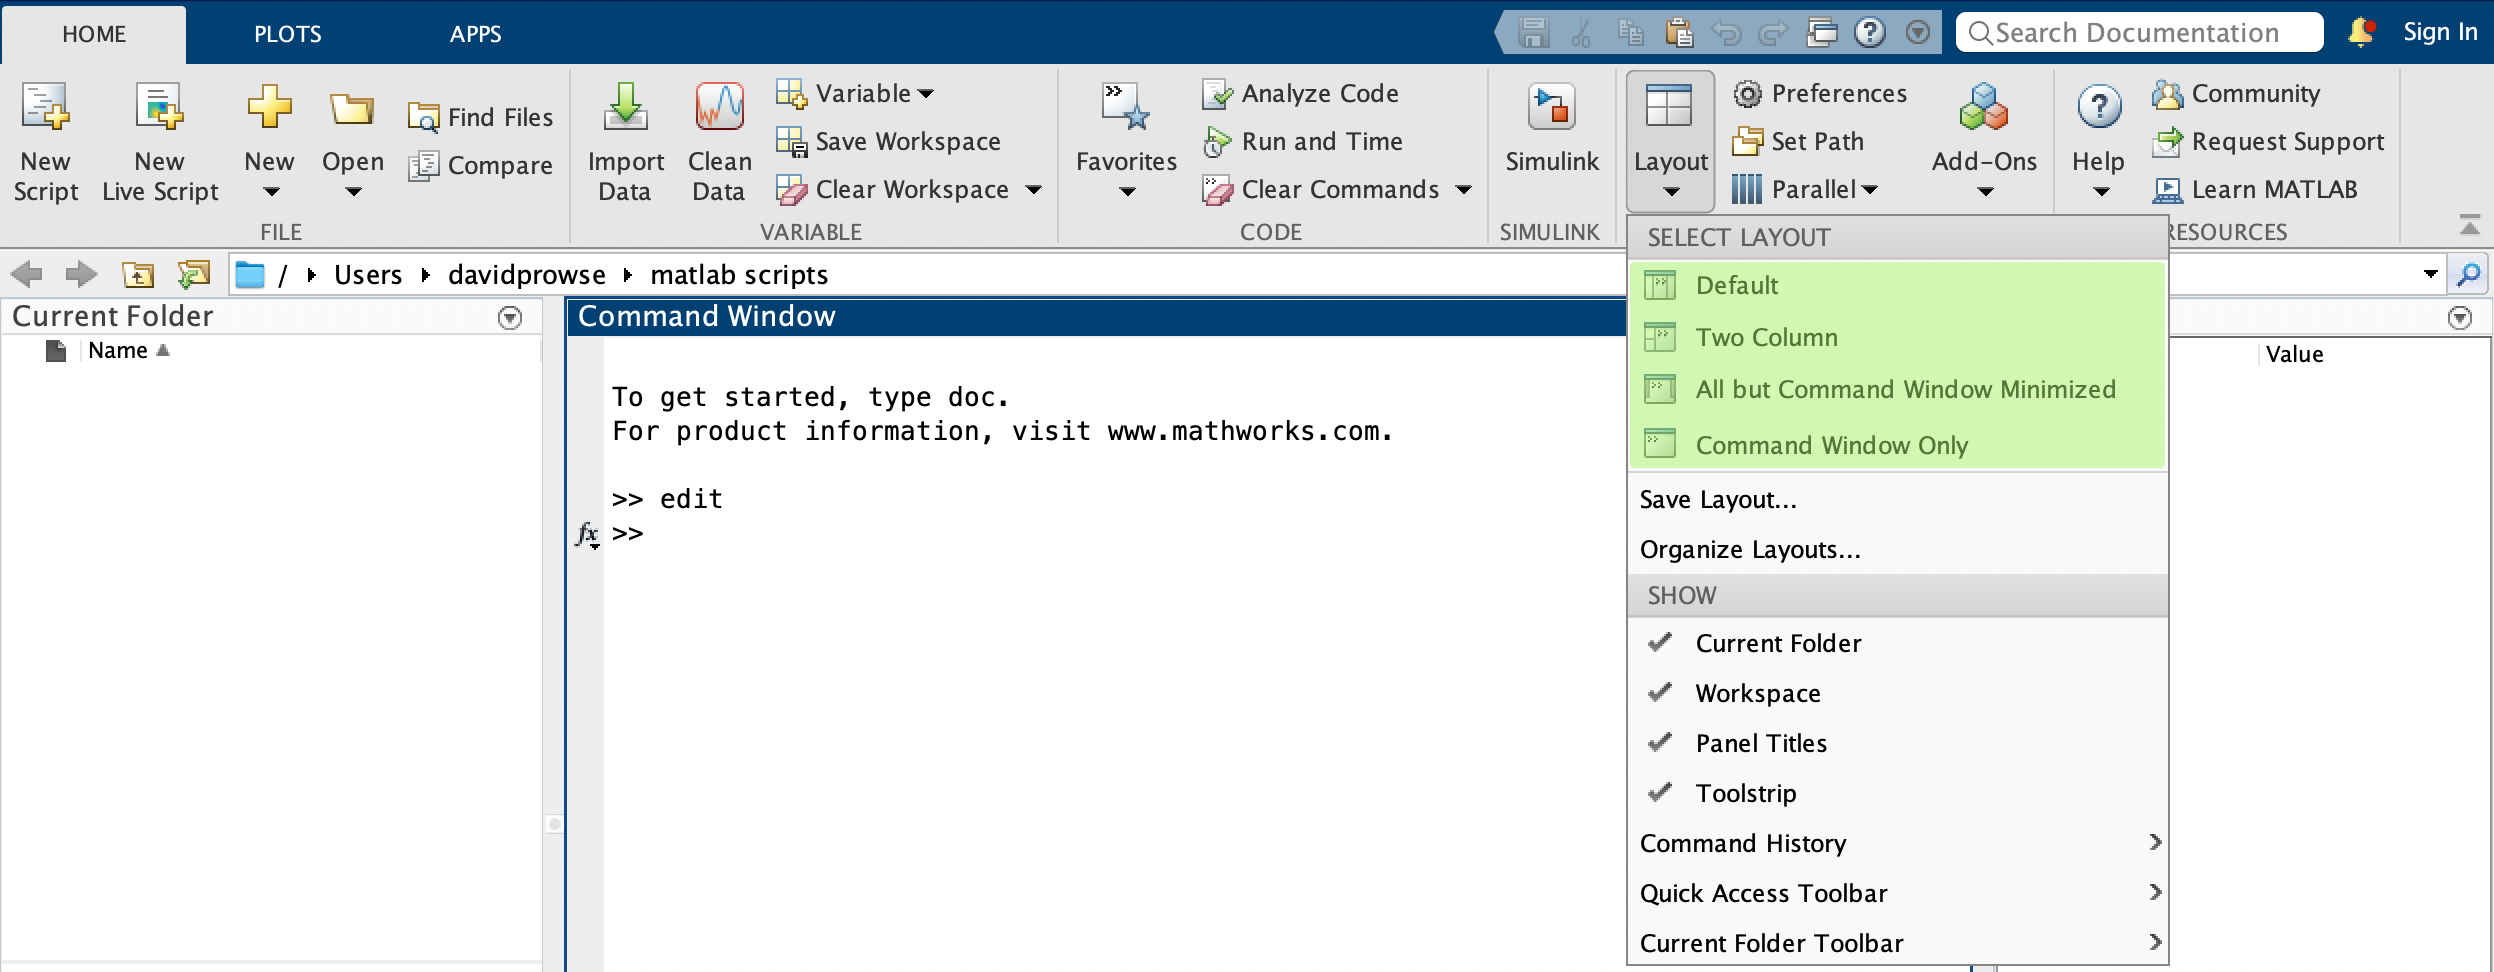 HOME PLOTS APPS Search Documentation Sign In
New Script
New Live Script
New
Open
Find Files
Compare
FILE
Import Data
Clean Data
Variable
Save Workspace
Clear Workspace
VARIABLE
Favorites
Analyze Code
Run and Time
Clear Commands
CODE
Simulink
SIMULINK
Layout
Preferences
Set Path
Parallel
Add-Ons
Help
Community
Request Support
Learn MATLAB
RESOURCES
/ Users davidprowse matlab scripts
Current Folder
Name
Command Window
To get started, type doc.
For product information, visit www.mathworks.com.
>> edit
fx >>
Value
SELECT LAYOUT
Default
Two Column
All but Command Window Minimized
Command Window Only
Save Layout...
Organize Layouts...
SHOW
Current Folder
Workspace
Panel Titles
Toolstrip
Command History
Quick Access Toolbar
Current Folder Toolbar